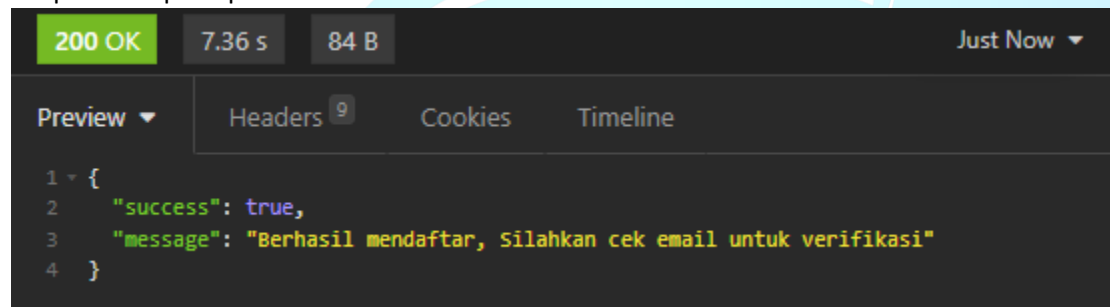 200 OK 7.36 s 84 B Just Now
Preview Headers 9 Cookies Timeline
1 {
2 "success": true,
3 "message": "Berhasil mendaftar, Silahkan cek email untuk verifikasi"
4 }